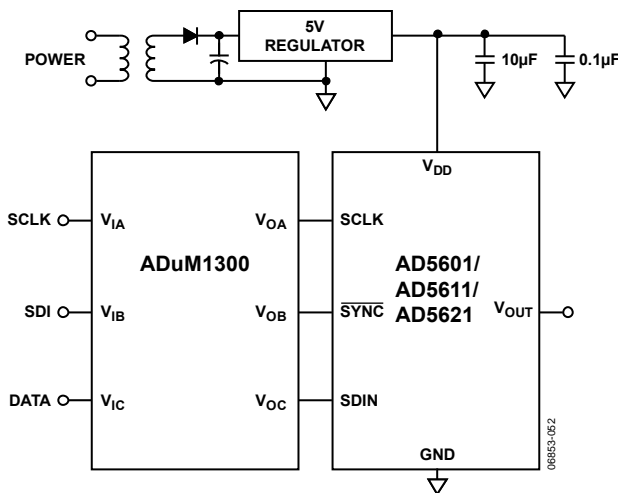 5V
REGULATOR
POWER
10µF
0.1µF
VDD
SCLK
VIA
VOA
SCLK
ADuM1300
AD5601/
AD5611/
AD5621
SDI
VIB
VOB
SYNC
VOUT
DATA
VIC
VOC
SDIN
GND
06853-052